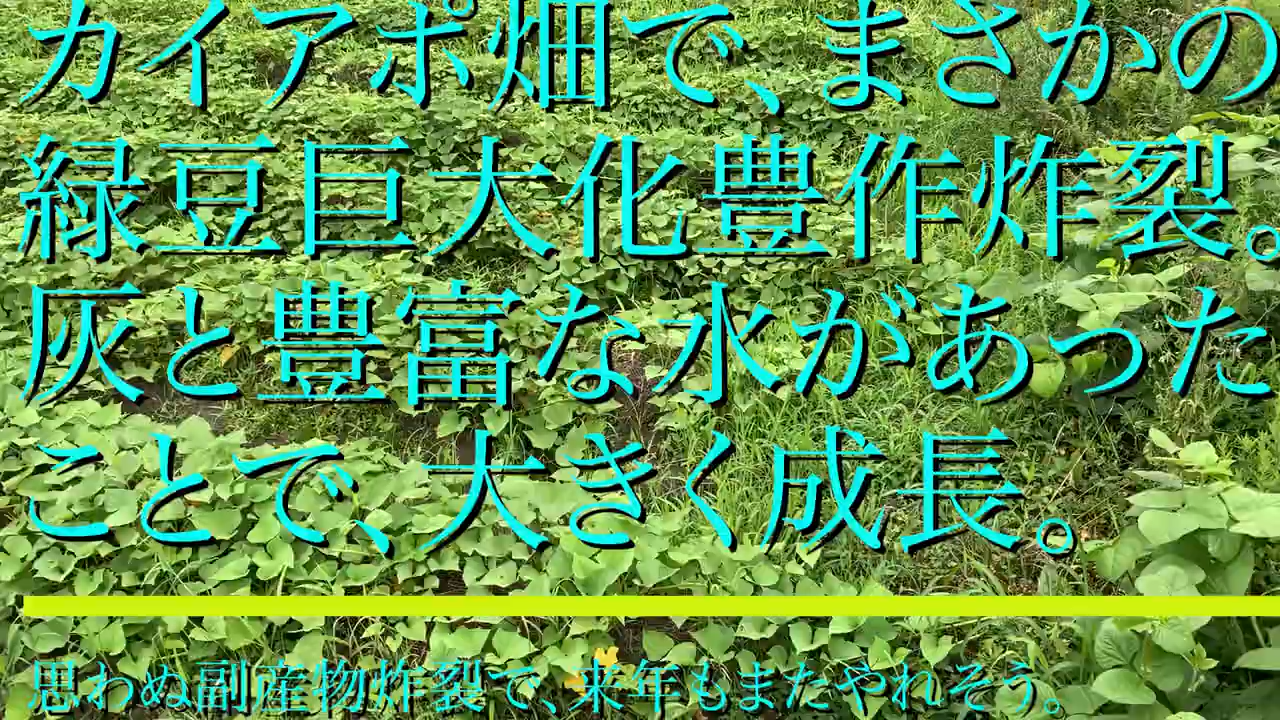 カイアポ畑で、まさかの
緑豆巨大化豊作炸裂。
灰と豊富な水があった
ことで、大きく成長。
思わぬ副産物炸裂で、来年もまたやれそう。